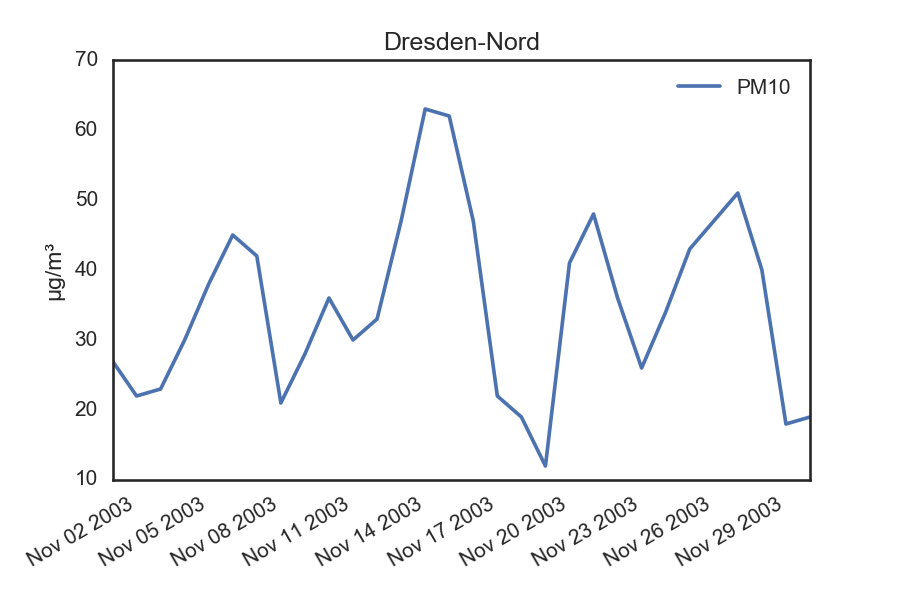 Dresden-Nord
70
60
50
40
30
20
10
µg/m³
PM10
Nov 02 2003
Nov 05 2003
Nov 08 2003
Nov 11 2003
Nov 14 2003
Nov 17 2003
Nov 20 2003
Nov 23 2003
Nov 26 2003
Nov 29 2003